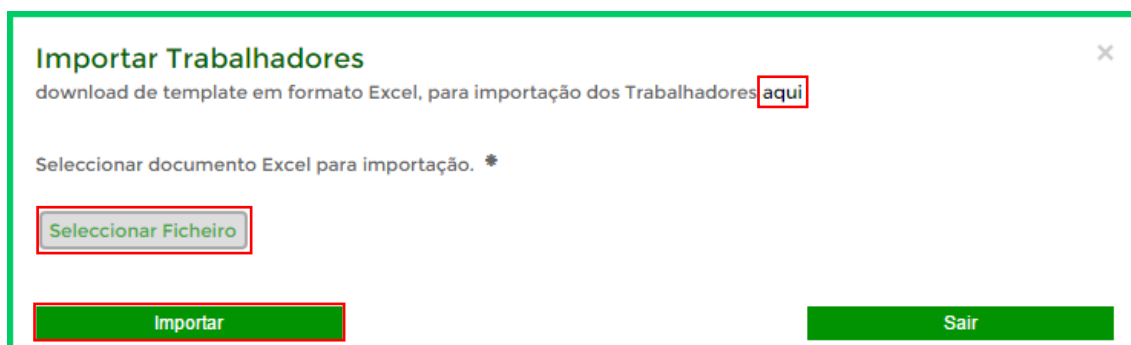 Importar Trabalhadores
download de template em formato Excel, para importação dos Trabalhadores aqui
Seleccionar documento Excel para importação. *
Seleccionar Ficheiro
Importar Sair